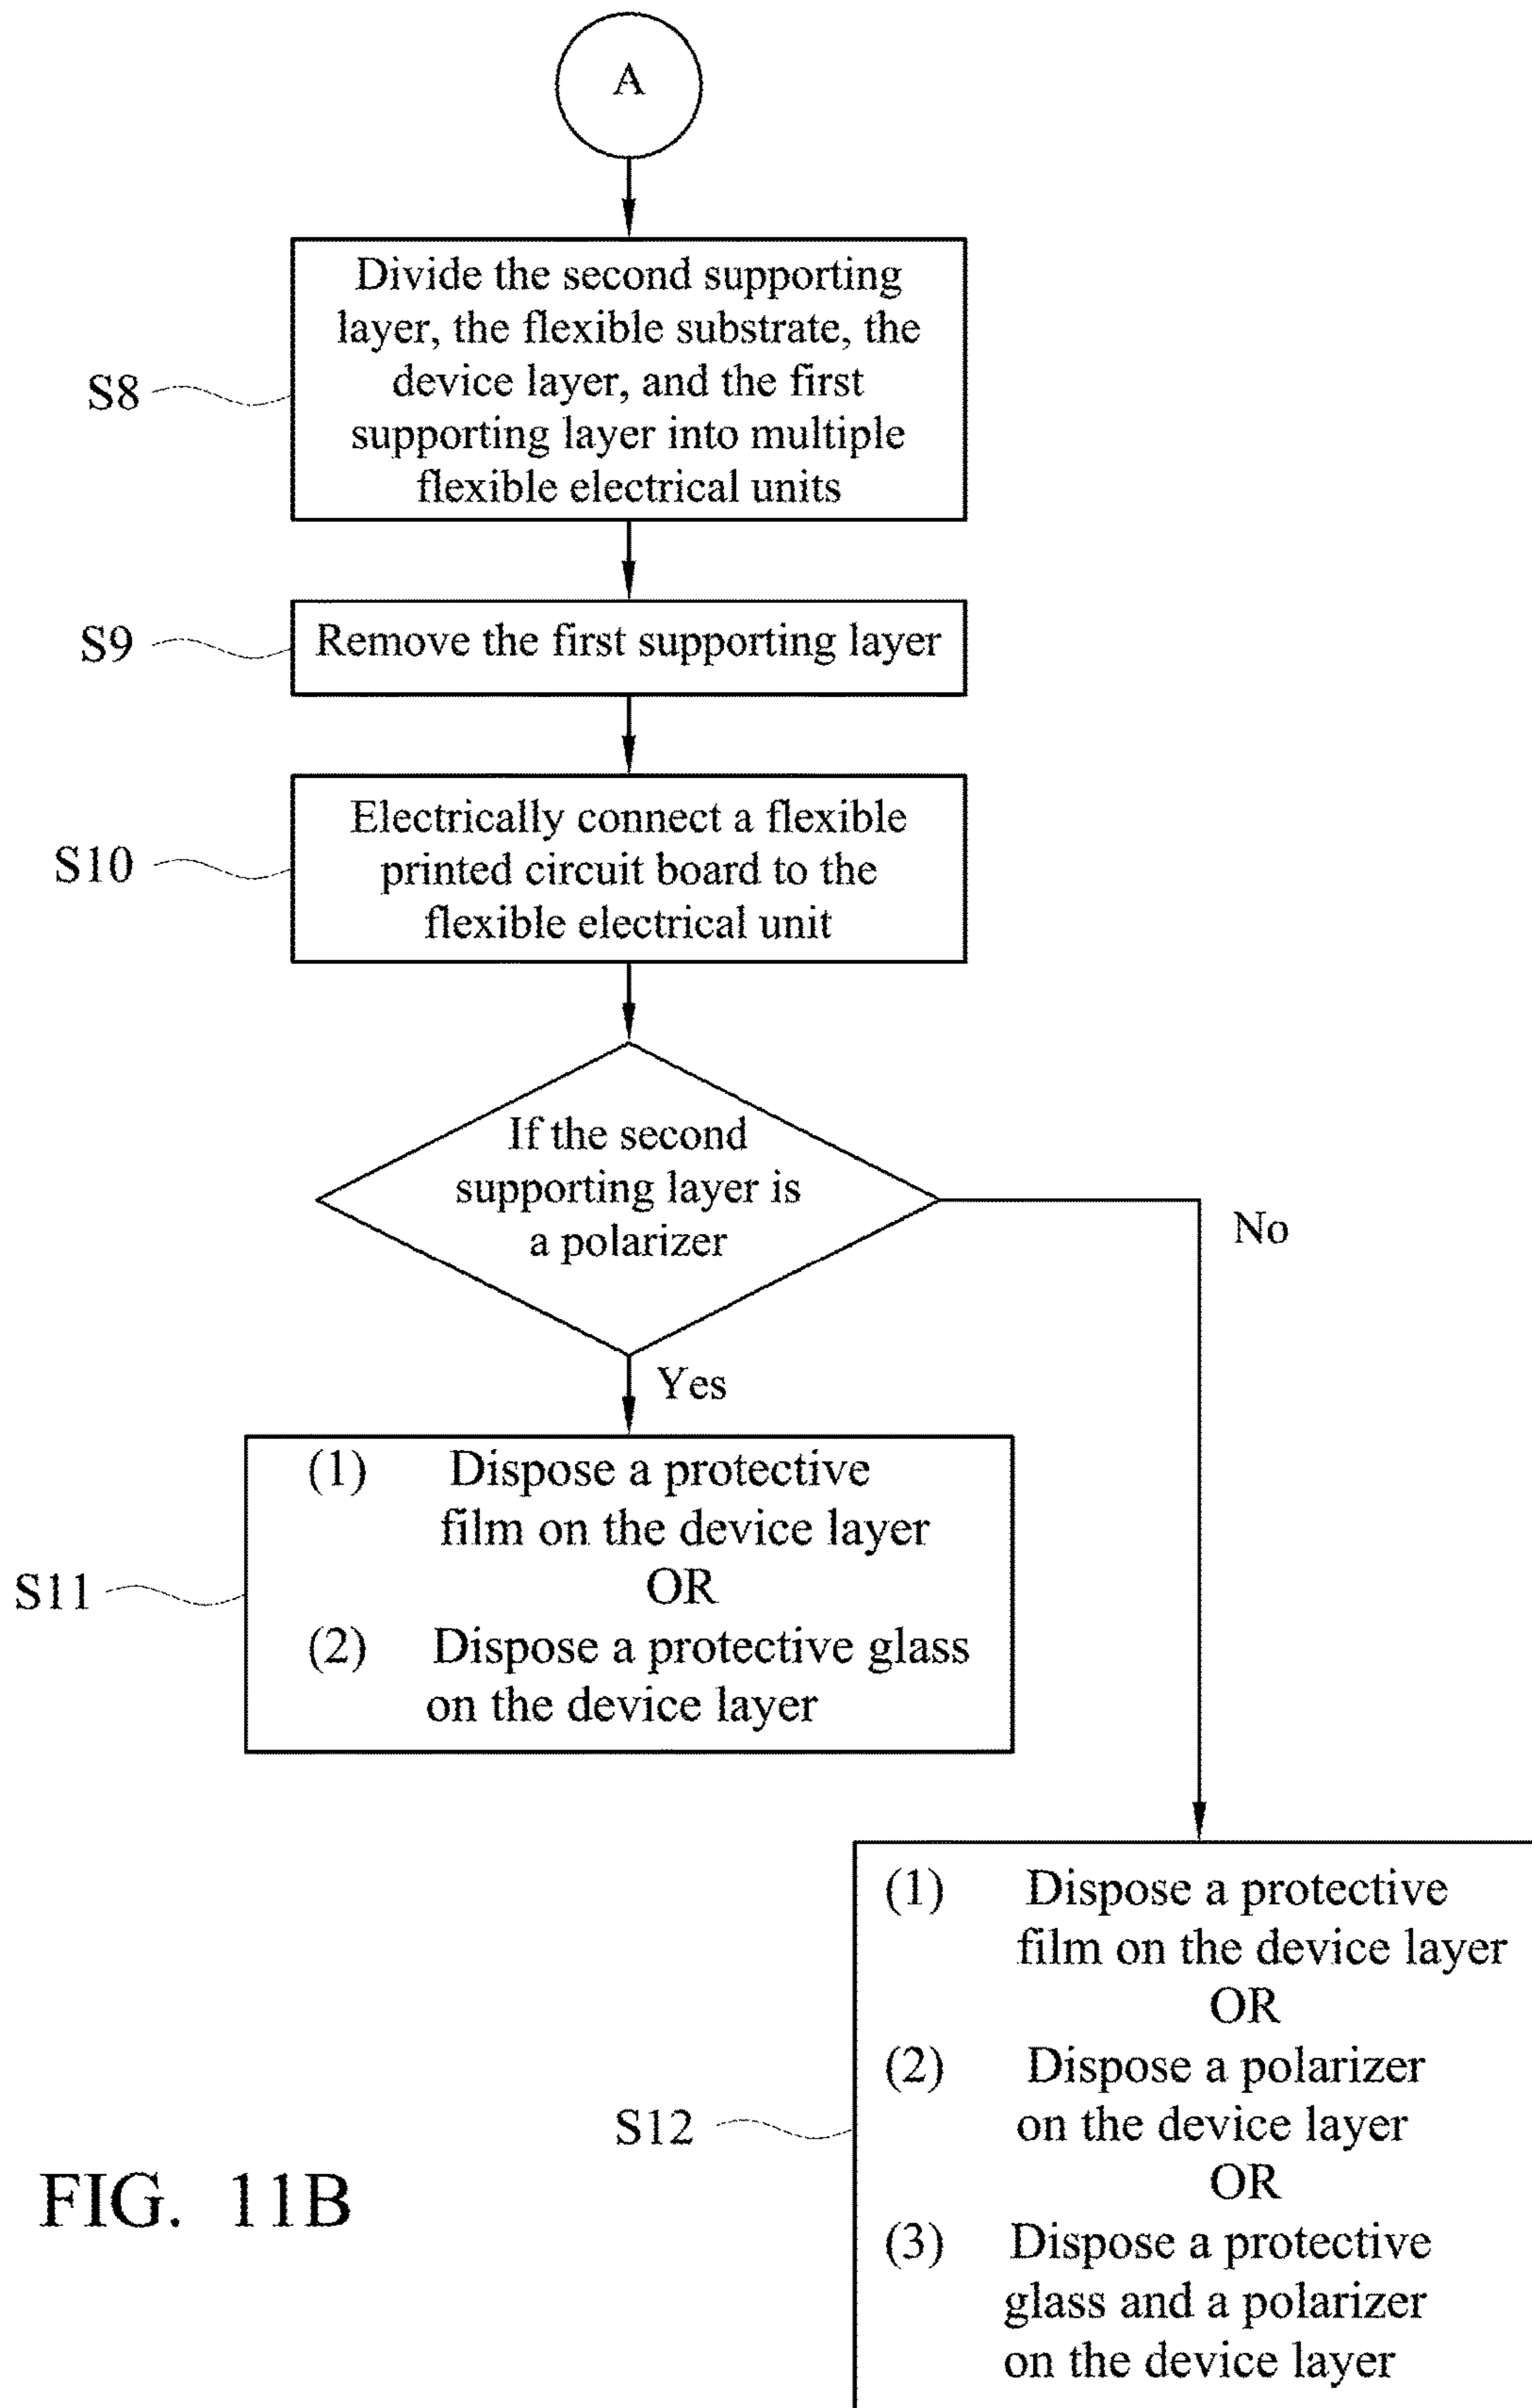 A
Divide the second supporting
layer, the flexible substrate, the
device layer, and the first
supporting layer into multiple
flexible electrical units
S8
Remove the first supporting layer
S9
Electrically connect a flexible
printed circuit board to the
flexible electrical unit
S10
If the second
supporting layer is
a polarizer
No
Yes
(1) Dispose a protective
film on the device layer
OR
(2) Dispose a protective glass
on the device layer
S11
(1) Dispose a protective
film on the device layer
OR
(2) Dispose a polarizer
on the device layer
OR
(3) Dispose a protective
glass and a polarizer
on the device layer
S12
FIG. 11B